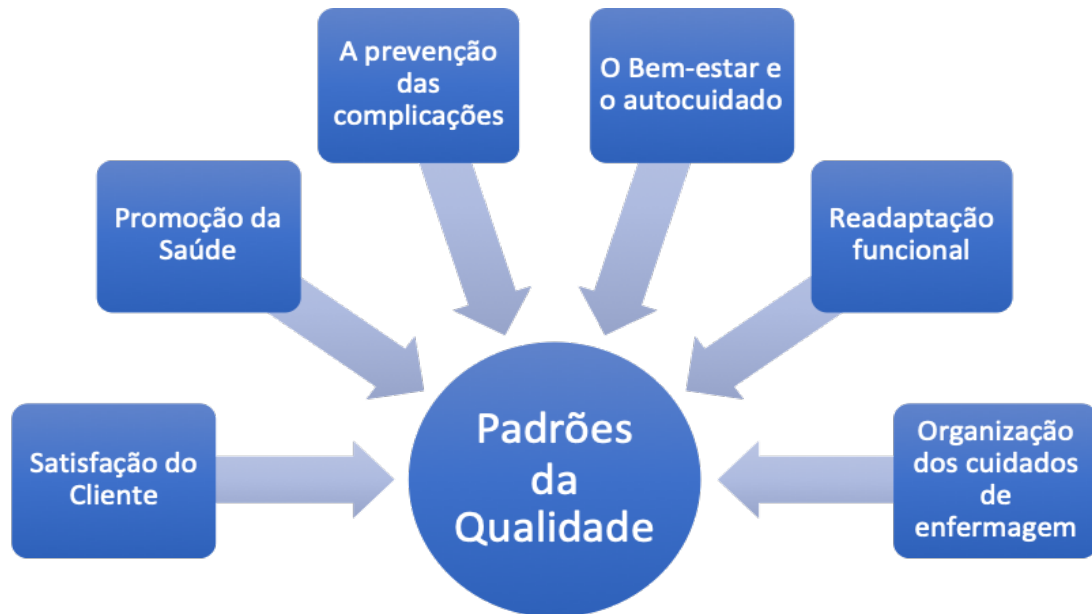 A prevenção
das
complicações
O Bem-estar e
o autocuidado
Promoção da
Saúde
Readaptação
funcional
Satisfação do
Cliente
Padrões
da
Qualidade
Organização
dos cuidados
de
enfermagem